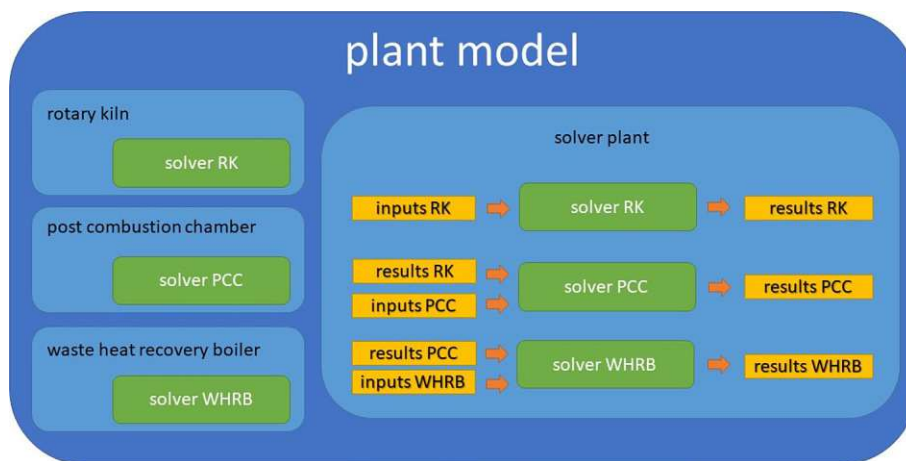 plant model
rotary kiln
solver RK
post combustion chamber
solver PCC
waste heat recovery boiler
solver WHRB
solver plant
inputs RK
solver RK
results RK
results RK
inputs PCC
solver PCC
results PCC
results PCC
inputs WHRB
solver WHRB
results WHRB